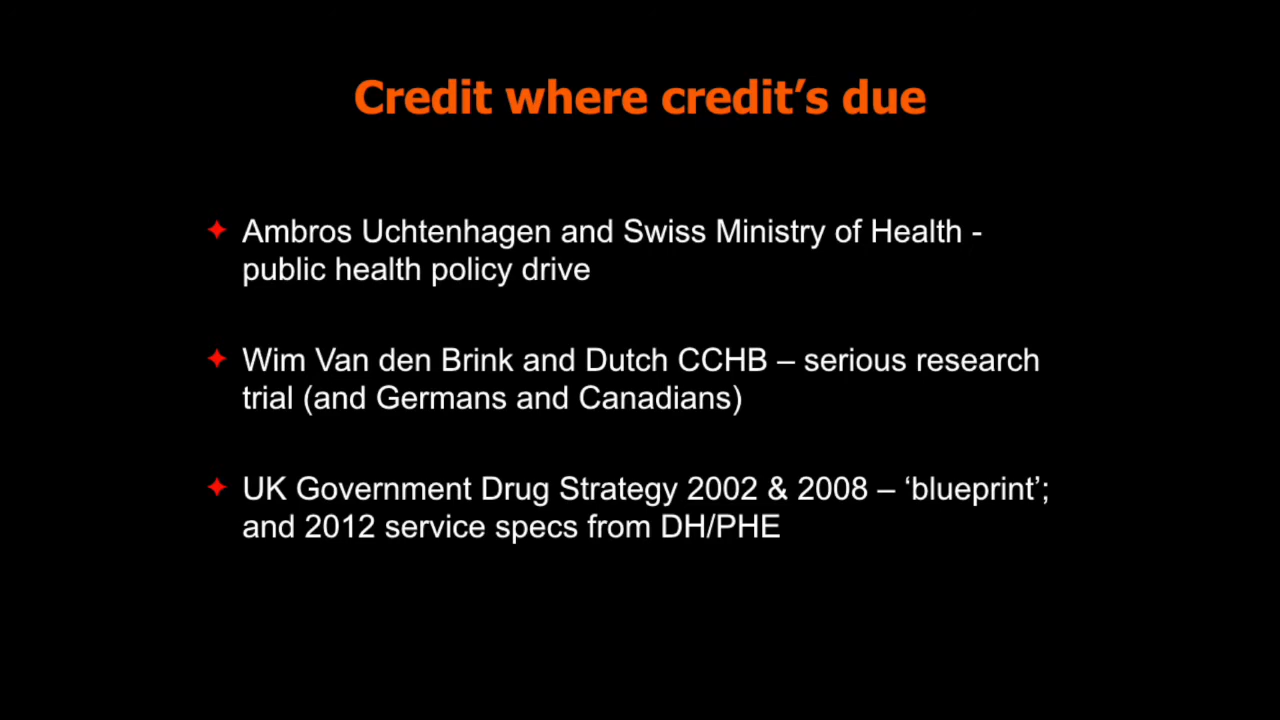 Credit where credit’s due
Ambros Uchtenhagen and Swiss Ministry of Health -
public health policy drive
Wim Van den Brink and Dutch CCHB – serious research
trial (and Germans and Canadians)
UK Government Drug Strategy 2002 & 2008 – ‘blueprint’;
and 2012 service specs from DH/PHE